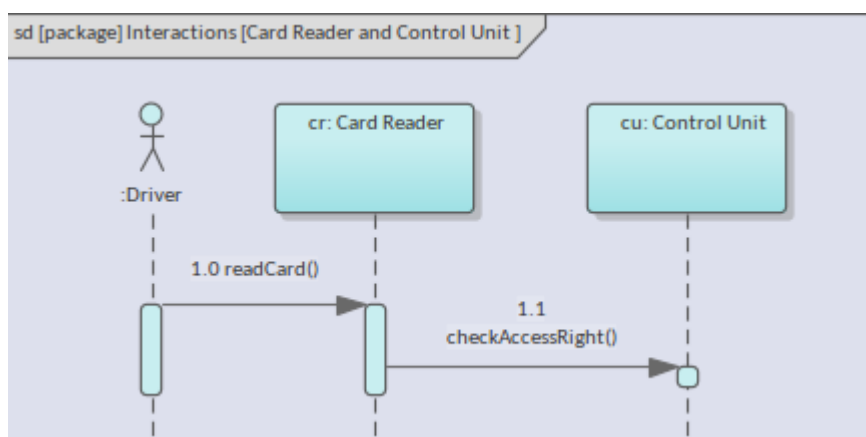 sd [package] Interactions [Card Reader and Control Unit ]
cr: Card Reader
cu: Control Unit
:Driver
1.0 readCard()
1.1
checkAccessRight()